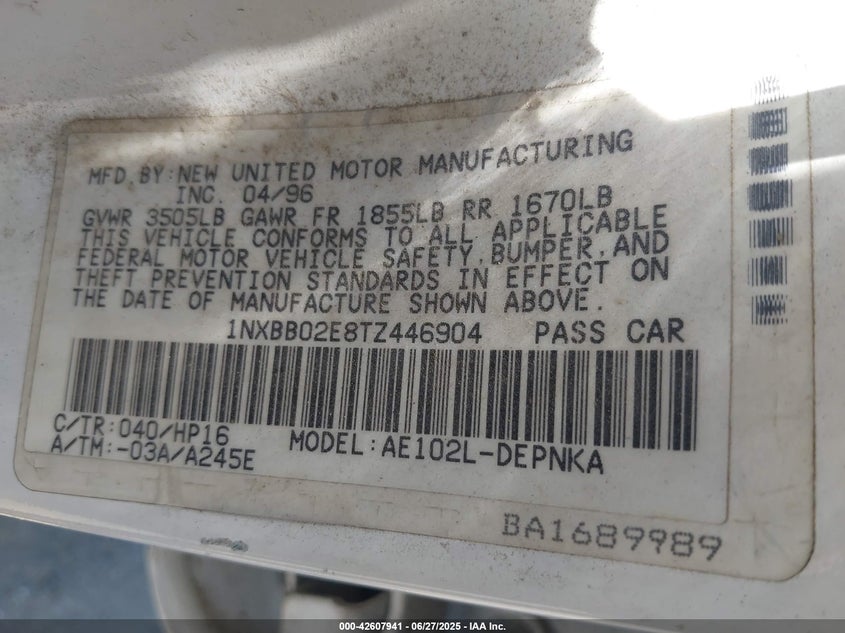 MFD BY:NEW UNITED MOTOR MANUFACTURING
INC. 04/96
GVWR 3505LB GAWR FR 1855LB RR 1670LB
THIS VEHICLE CONFORMS TO ALL APPLICABLE
FEDERAL MOTOR VEHICLE SAFETY,BUMPER,AND
THEFT PREVENTION STANDARDS IN EFFECT ON
THE DATE OF MANUFACTURE SHOWN ABOVE.
1NXBB02E8TZ446904 PASS CAR
C/TR:040/HP16
A/TM:-03A/A245E
MODEL:AE102L-DEPNKA
BA1689989
000-42607941 - 06/27/2025 - IAA Inc.